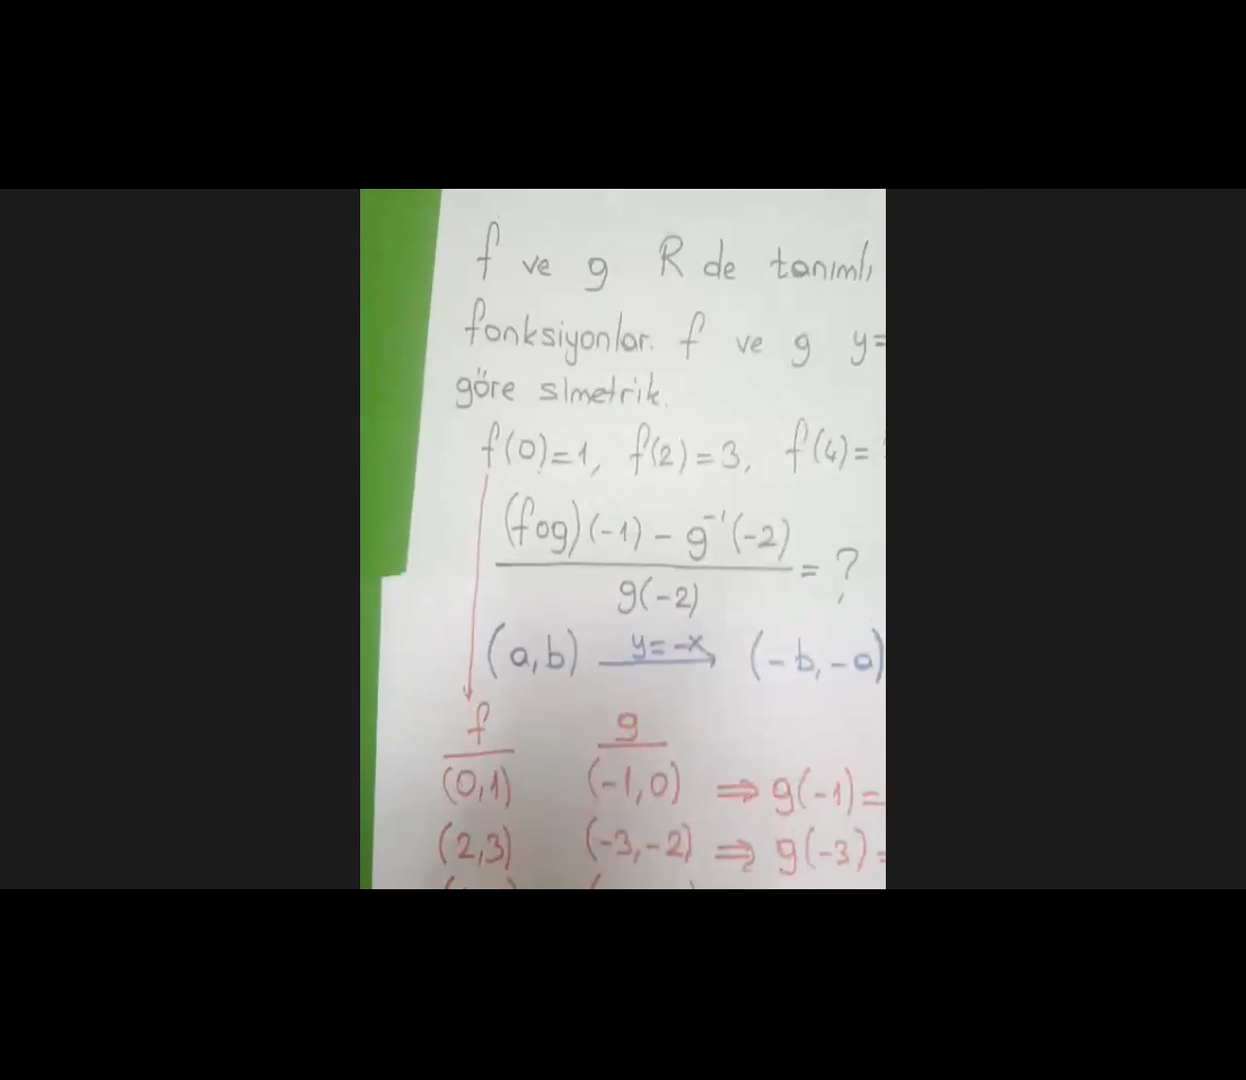 f ve g R de tanımlı
fonksiyonlar. f ve g y=
göre simetrik.
f(0)=1, f(2)=3, f(4)=
(fog)(-1) - g⁻¹(-2)
= ?
g(-2)
(a,b) y=-x → (-b,-a)
f g
(0,1) (-1,0) ⇒ g(-1)=
(2,3) (-3,-2) ⇒ g(-3)=